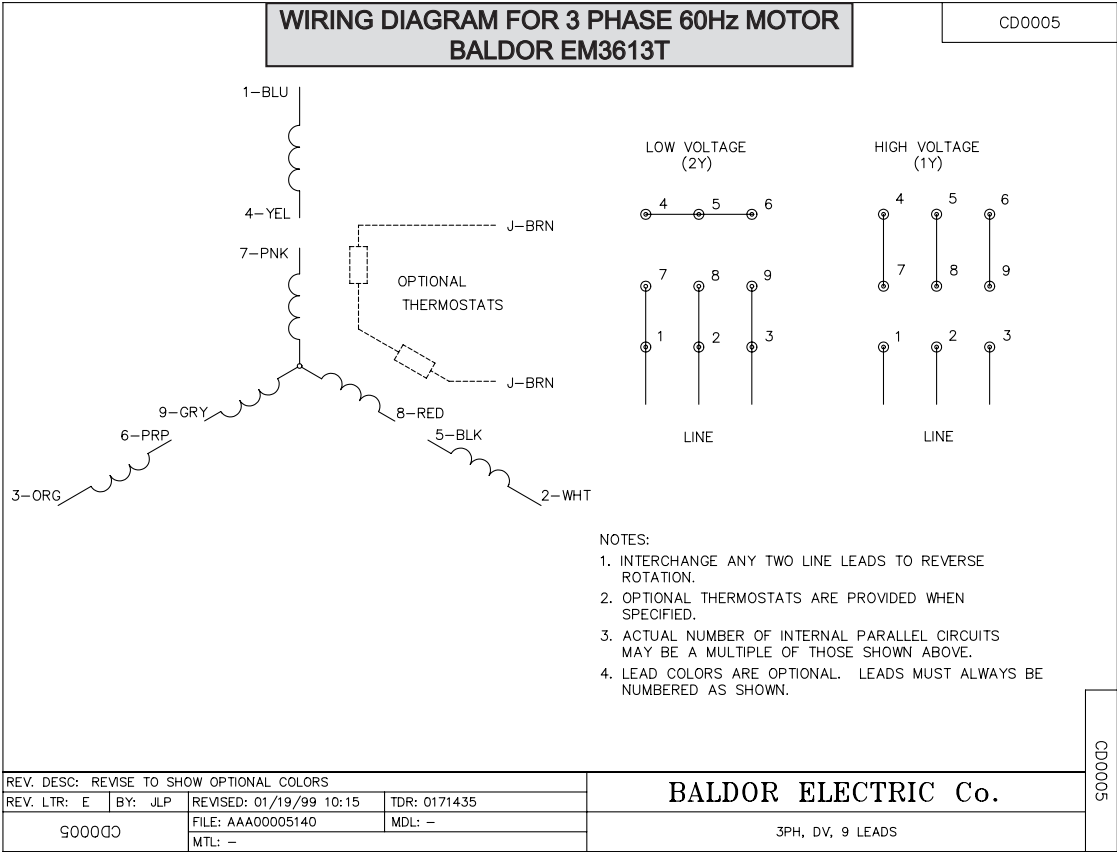 WIRING DIAGRAM FOR 3 PHASE 60Hz MOTOR
BALDOR EM3613T
CD0005
1-BLU
4-YEL
7-PNK
J-BRN
OPTIONAL
THERMOSTATS
J-BRN
9-GRY
8-RED
6-PRP
5-BLK
3-ORG
2-WHT
LOW VOLTAGE
(2Y)
4 5 6
7 8 9
1 2 3
LINE
HIGH VOLTAGE
(1Y)
4 5 6
7 8 9
1 2 3
LINE
NOTES:
1. INTERCHANGE ANY TWO LINE LEADS TO REVERSE
ROTATION.
2. OPTIONAL THERMOSTATS ARE PROVIDED WHEN
SPECIFIED.
3. ACTUAL NUMBER OF INTERNAL PARALLEL CIRCUITS
MAY BE A MULTIPLE OF THOSE SHOWN ABOVE.
4. LEAD COLORS ARE OPTIONAL. LEADS MUST ALWAYS BE
NUMBERED AS SHOWN.
CD0005
REV. DESC: REVISE TO SHOW OPTIONAL COLORS
REV. LTR: E BY: JLP REVISED: 01/19/99 10:15 TDR: 0171435
CD0005
FILE: AAA00005140 MDL: -
MTL: -
BALDOR ELECTRIC Co.
3PH, DV, 9 LEADS